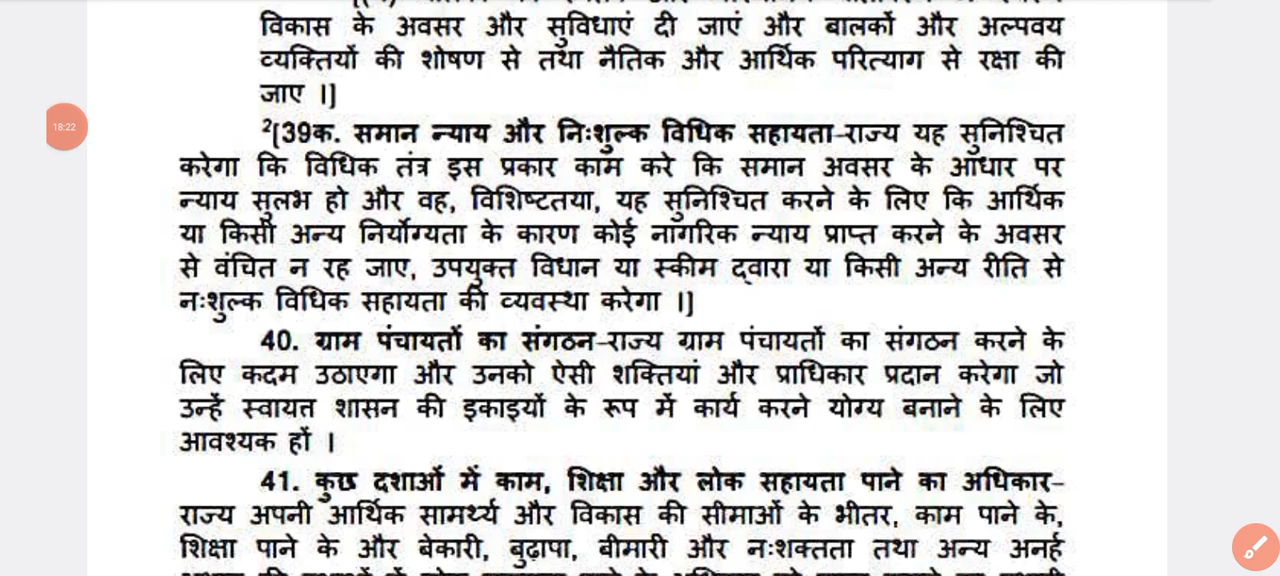 विकास के अवसर और सुविधाएं दी जाएं और बालकों और अल्पवय
व्यक्तियों की शोषण से तथा नैतिक और आर्थिक परित्याग से रक्षा की
जाए ।]
18:22
²[39क. समान न्याय और निःशुल्क विधिक सहायता–राज्य यह सुनिश्चित
करेगा कि विधिक तंत्र इस प्रकार काम करे कि समान अवसर के आधार पर
न्याय सुलभ हो और वह, विशिष्टतया, यह सुनिश्चित करने के लिए कि आर्थिक
या किसी अन्य निर्योग्यता के कारण कोई नागरिक न्याय प्राप्त करने के अवसर
से वंचित न रह जाए, उपयुक्त विधान या स्कीम द्वारा या किसी अन्य रीति से
नःशुल्क विधिक सहायता की व्यवस्था करेगा ।]
40. ग्राम पंचायतों का संगठन–राज्य ग्राम पंचायतों का संगठन करने के
लिए कदम उठाएगा और उनको ऐसी शक्तियां और प्राधिकार प्रदान करेगा जो
उन्हें स्वायत शासन की इकाइयों के रूप में कार्य करने योग्य बनाने के लिए
आवश्यक हों ।
41. कुछ दशाओं में काम, शिक्षा और लोक सहायता पाने का अधिकार–
राज्य अपनी आर्थिक सामर्थ्य और विकास की सीमाओं के भीतर, काम पाने के,
शिक्षा पाने के और बेकारी, बुढ़ापा, बीमारी और नःशक्तता तथा अन्य अनर्ह